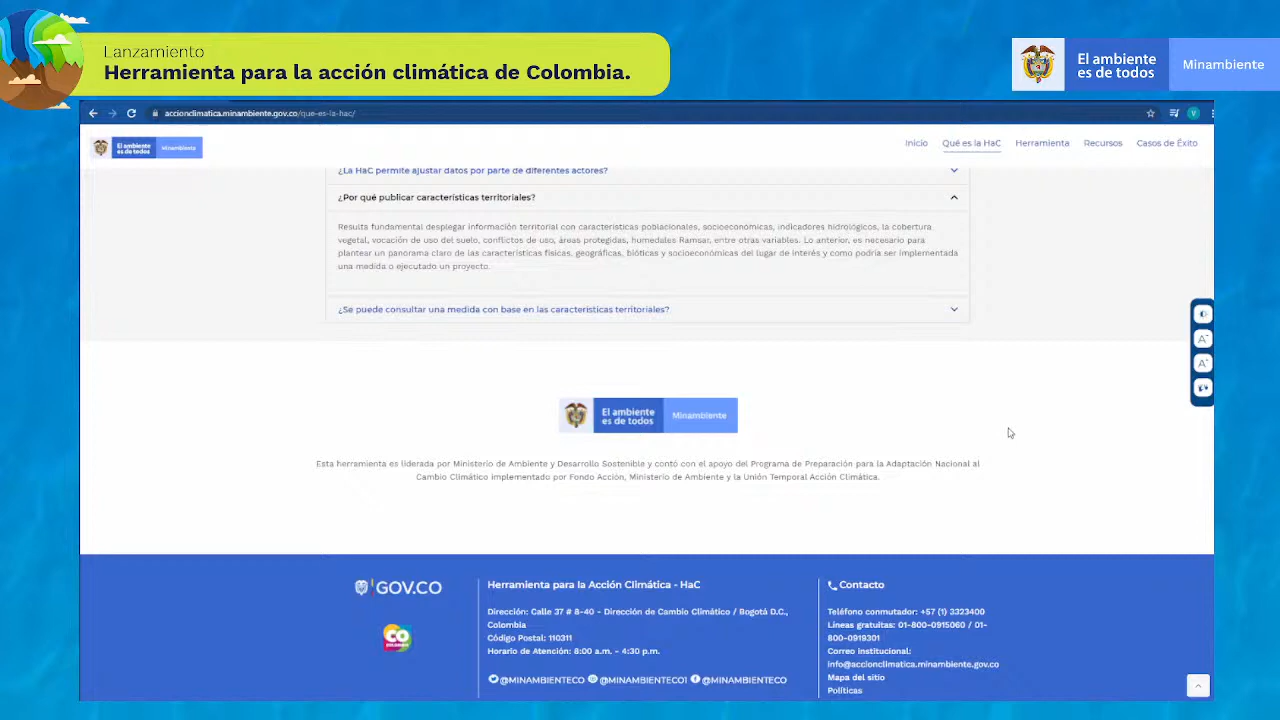 Lanzamiento
Herramienta para la acción climática de Colombia.
El ambiente
es de todos
Minambiente
accionclimatica.minambiente.gov.co/que-es-la-hac/
El ambiente
es de todos
Minambiente
Inicio
Qué es la HaC
Herramienta
Recursos
Casos de Éxito
¿La HaC permite ajustar datos por parte de diferentes actores?
¿Por qué publicar características territoriales?
Resulta fundamental desplegar información territorial con características poblacionales, socioeconómicas, indicadores hidrológicos, la cobertura
vegetal, vocación de uso del suelo, conflictos de uso, áreas protegidas, humedales Ramsar, entre otras variables. Lo anterior, es necesario para
plantear un panorama claro de las características físicas, geográficas, bióticas y socioeconómicas del lugar de interés y como podría ser implementada
una medida o ejecutado un proyecto.
¿Se puede consultar una medida con base en las características territoriales?
El ambiente
es de todos
Minambiente
Esta herramienta es liderada por Ministerio de Ambiente y Desarrollo Sostenible y contó con el apoyo del Programa de Preparación para la Adaptación Nacional al
Cambio Climático implementado por Fondo Acción, Ministerio de Ambiente y la Unión Temporal Acción Climática.
GOV.CO
CO
Herramienta para la Acción Climática - HaC
Dirección: Calle 37 # 8-40 - Dirección de Cambio Climático / Bogotá D.C.,
Colombia
Código Postal: 110311
Horario de Atención: 8:00 a.m. - 4:30 p.m.
@MINAMBIENTECO @MINAMBIENTECO1 @MINAMBIENTECO
Contacto
Teléfono conmutador: +57 (1) 3323400
Líneas gratuitas: 01-800-0915060 / 01-
800-0919301
Correo Institucional:
info@accionclimatica.minambiente.gov.co
Mapa del sitio
Políticas
V
A-
A+